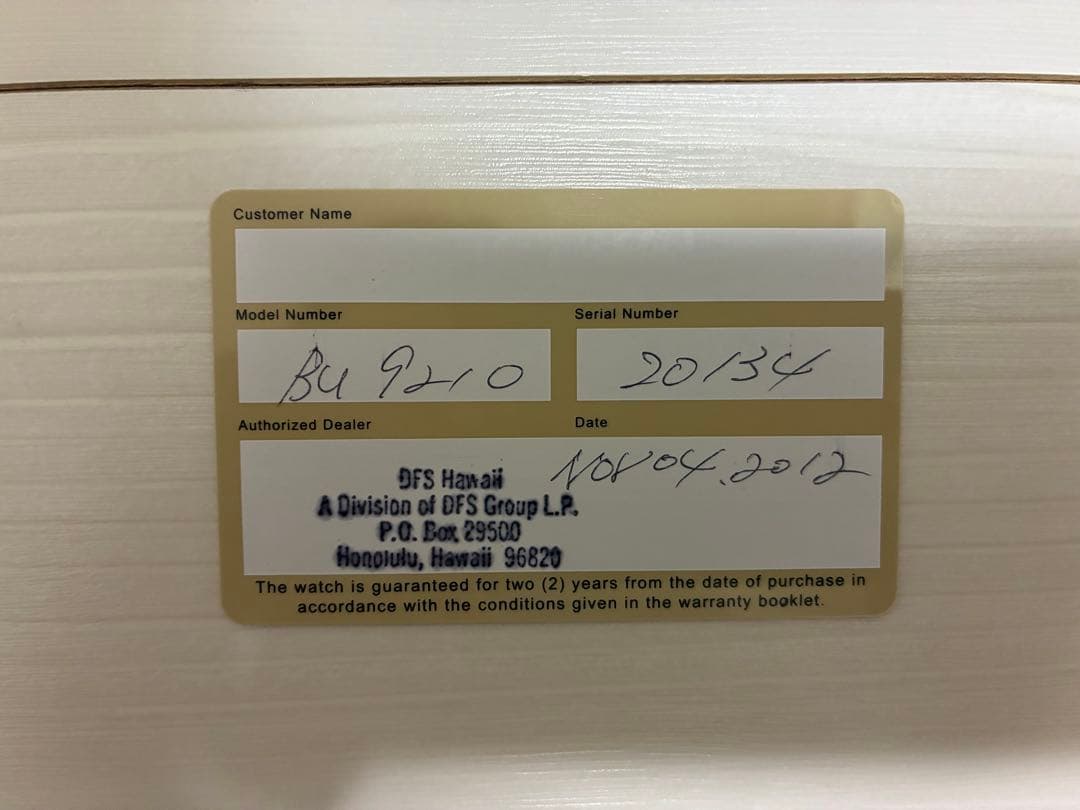 Customer Name
Model Number
Serial Number
BU 9210
20134
Authorized Dealer
Date
NOV 04.2012
DFS Hawaii
A Division of DFS Group L.P.
P.O. Box 29500
Honolulu, Hawaii 96820
The watch is guaranteed for two (2) years from the date of purchase in
accordance with the conditions given in the warranty booklet.